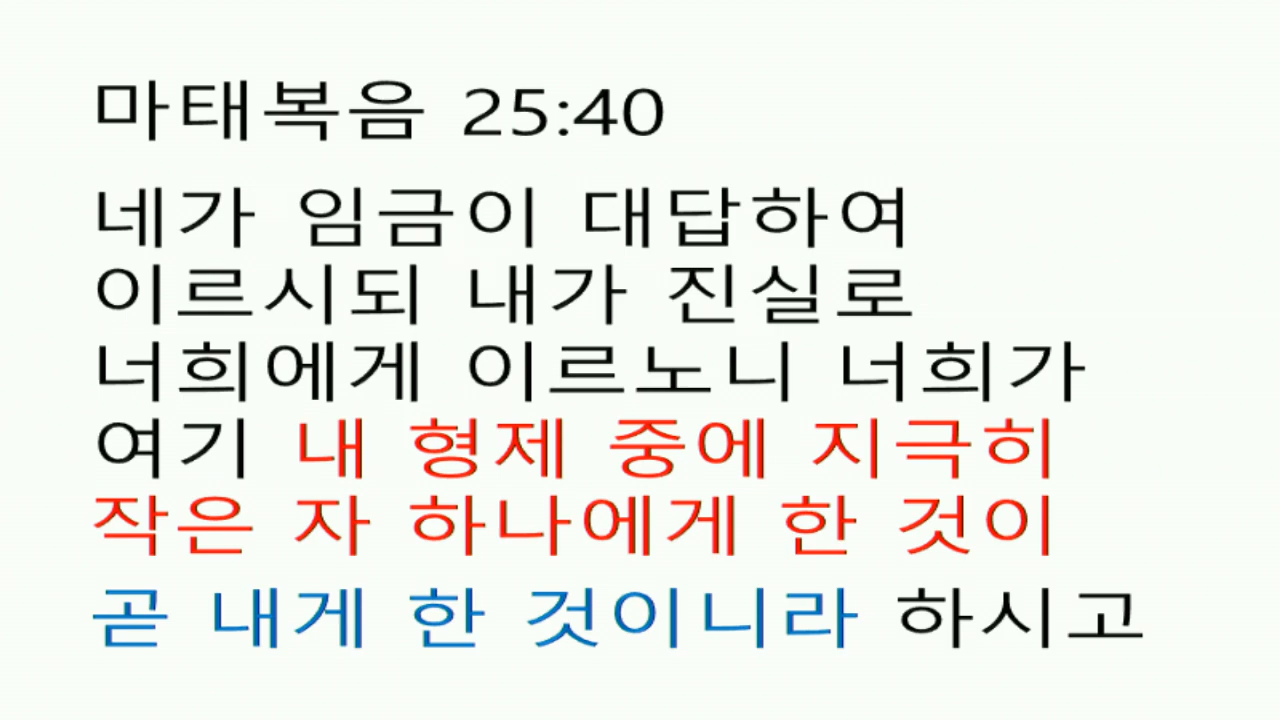 마태복음 25:40
네가 임금이 대답하여
이르시되 내가 진실로
너희에게 이르노니 너희가
여기 내 형제 중에 지극히
작은 자 하나에게 한 것이
곧 내게 한 것이니라 하시고